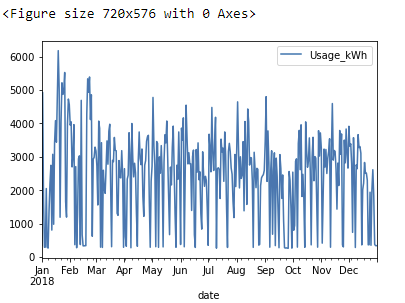 <Figure size 720x576 with 0 Axes>
Usage_kWh
6000
5000
4000
3000
2000
1000
0
Jan Feb Mar Apr May Jun Jul Aug Sep Oct Nov Dec
2018
date